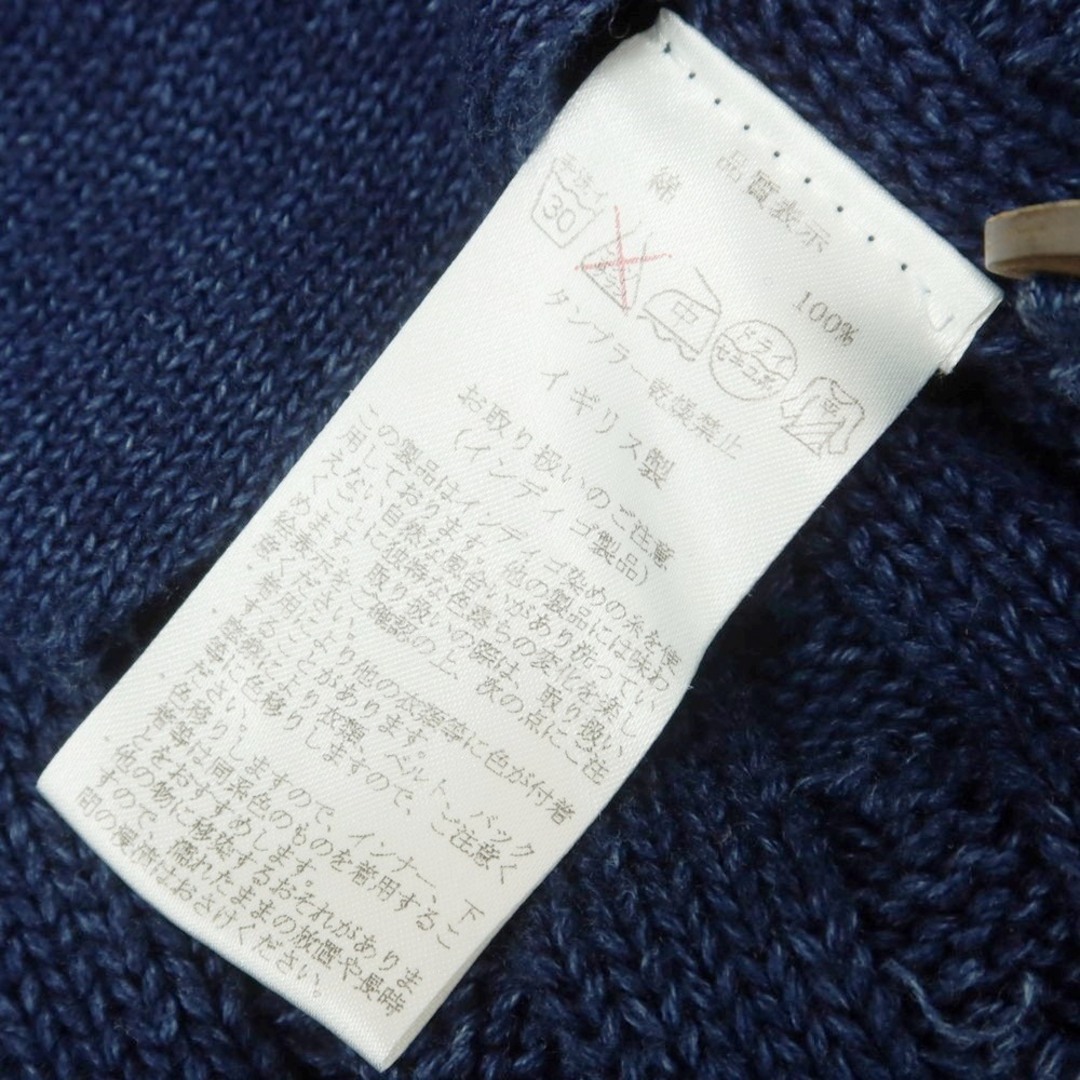 品質表示
綿 100%
手洗イ
30
中
ドライ
セキユ系
タンブラー乾燥禁止
イギリス製
お取り扱いのご注意
(インディゴ製品)
この製品はインディゴ染めの糸を使
用しております。他の製品には味わ
えない自然な風合いがあり洗ってい
くごとに独特な色落ちの変化を楽し
めます。取り扱いの際は、取り扱い
絵表示をご確認の上、次の点にご注
意ください。
・着用により他の衣類等に色が付着
することがあります。ベルト、バック
・摩擦により衣類、
等に色移りしますので、ご注意く
ださい。
・色移りしますので、インナー、下
着等は同系色のものを着用するこ
とをおすすめします。
・他の物に移染するおそれがありま
すので、濡れたままの放置や長時
間の浸漬はおさけください。